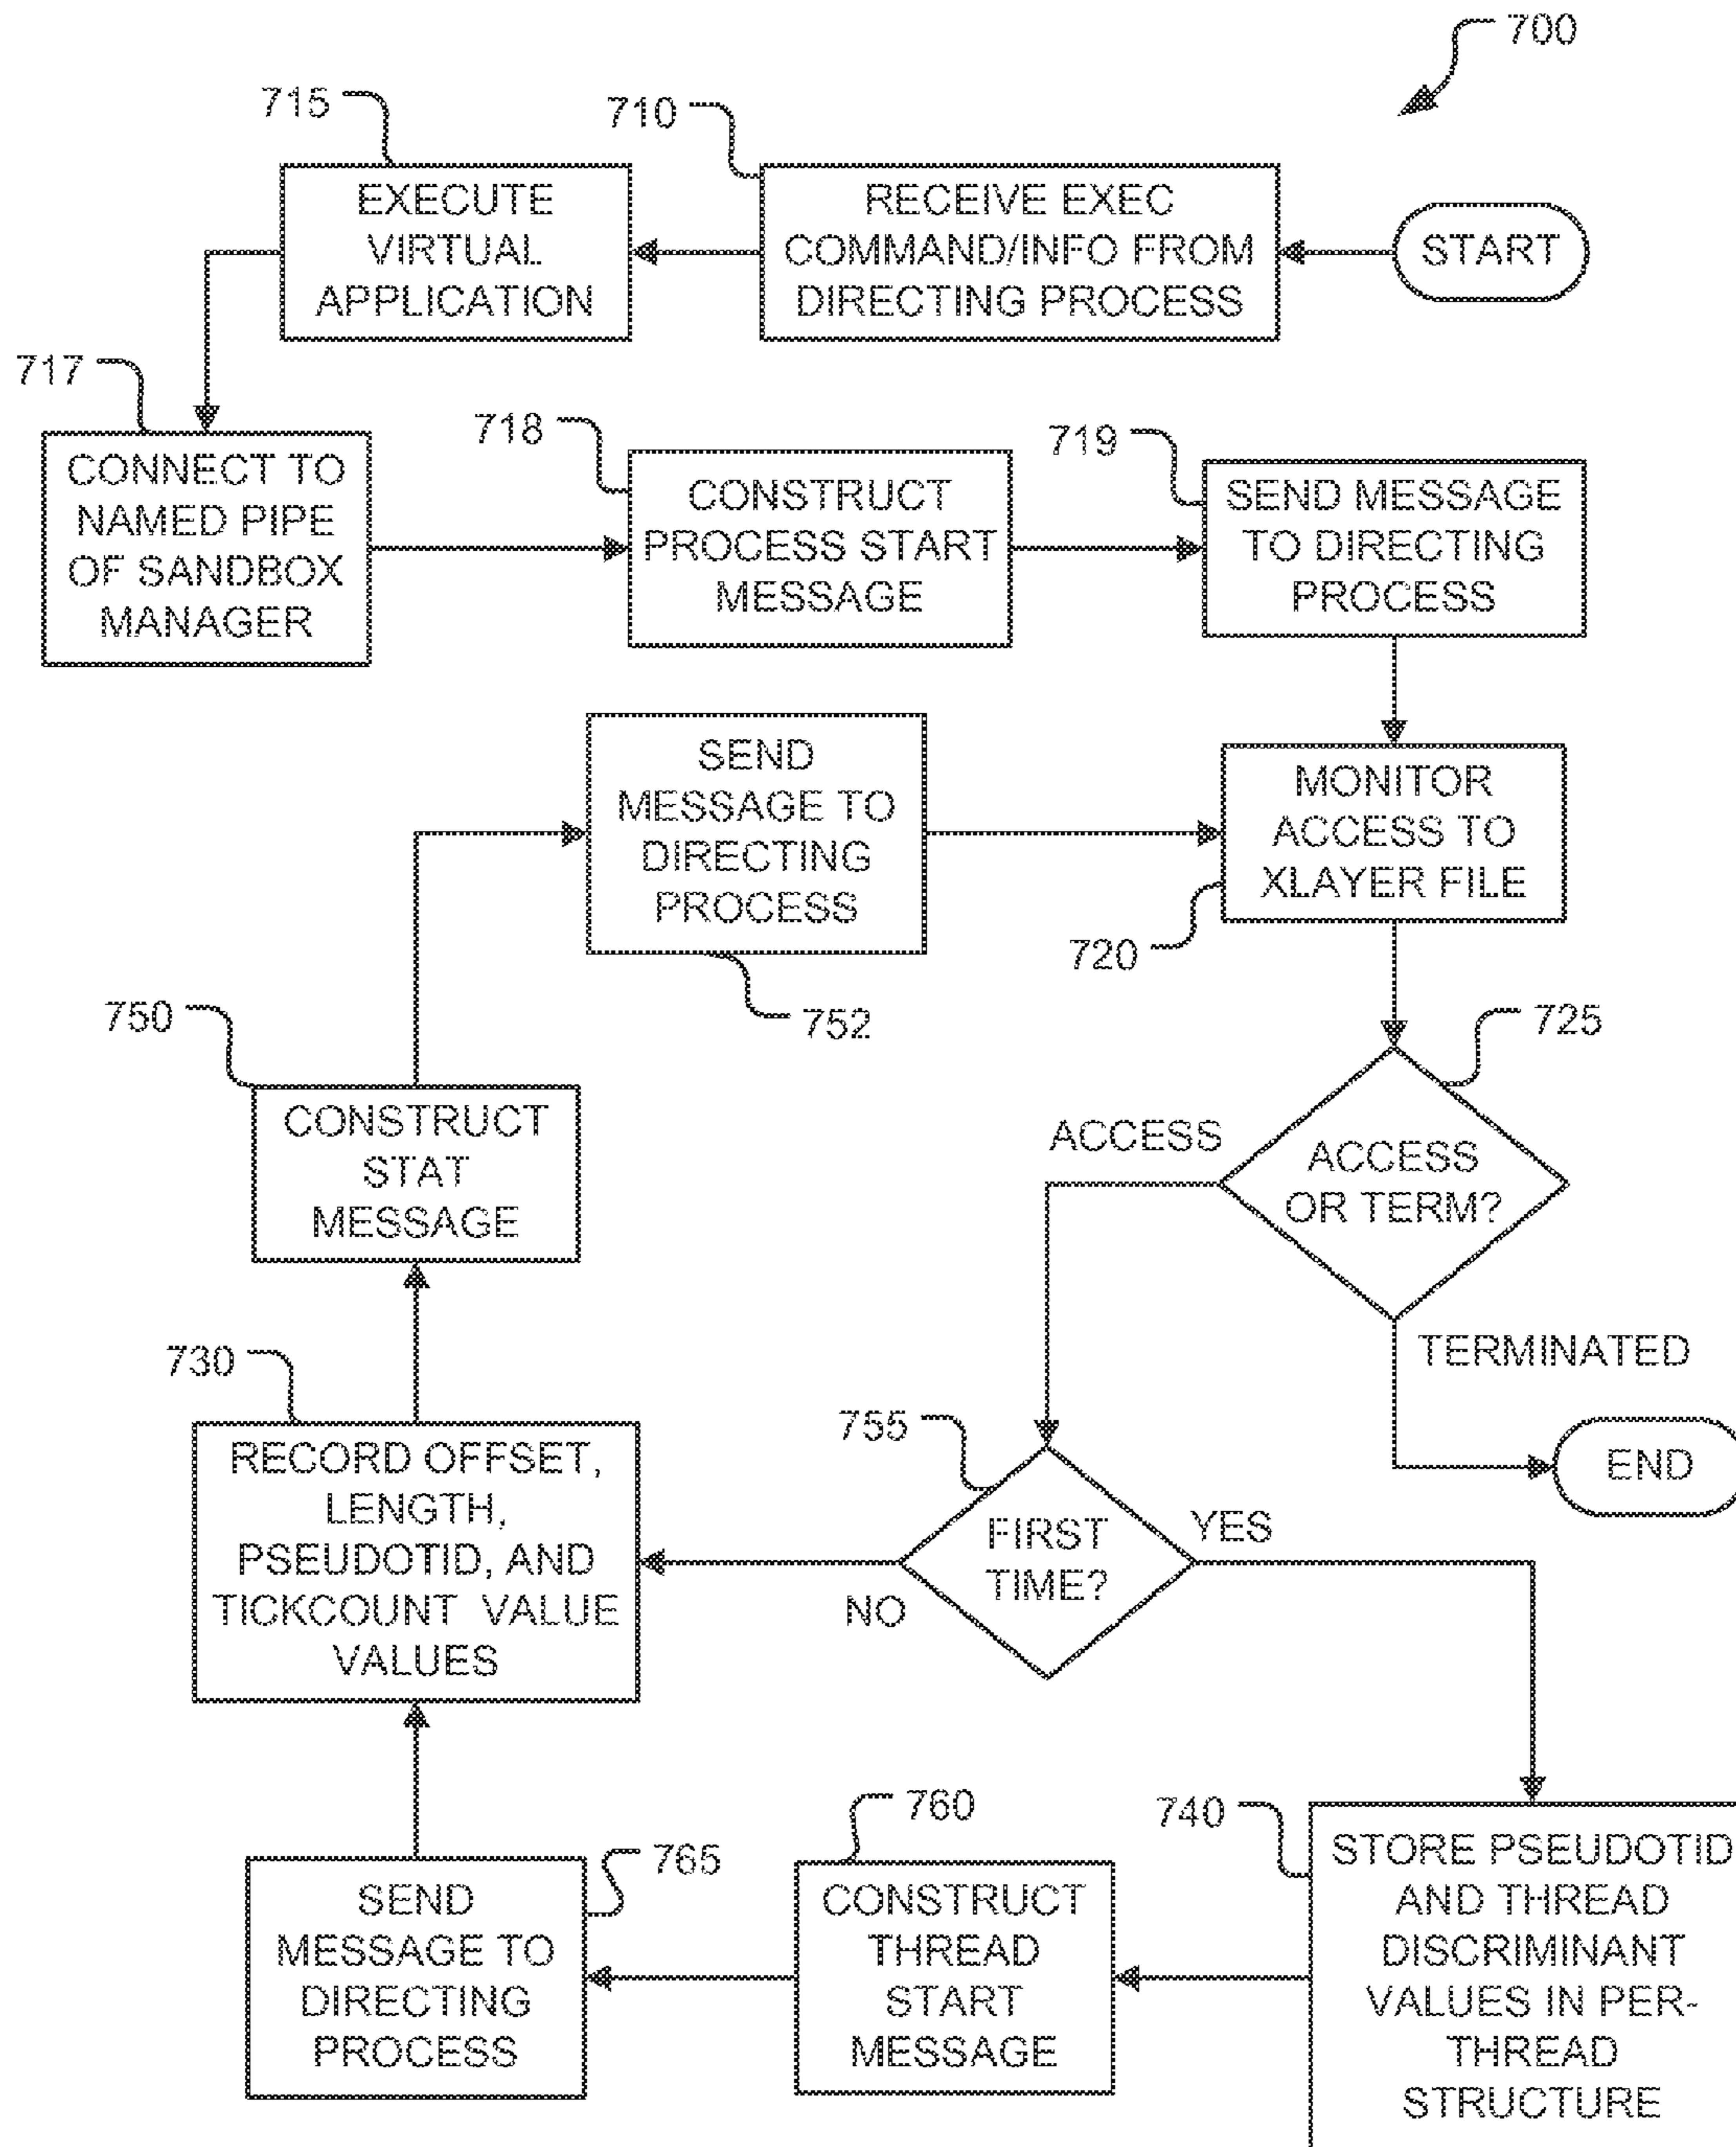 700
715
710
EXECUTE
VIRTUAL
APPLICATION
RECEIVE EXEC
COMMAND/INFO FROM
DIRECTING PROCESS
START
717
718
719
CONNECT TO
NAMED PIPE
OF SANDBOX
MANAGER
CONSTRUCT
PROCESS START
MESSAGE
SEND MESSAGE
TO DIRECTING
PROCESS
SEND
MESSAGE TO
DIRECTING
PROCESS
752
MONITOR
ACCESS TO
XLAYER FILE
720
750
CONSTRUCT
STAT
MESSAGE
725
ACCESS
ACCESS
OR TERM?
TERMINATED
END
730
RECORD OFFSET,
LENGTH,
PSEUDOTID, AND
TICKCOUNT VALUE
VALUES
755
FIRST
TIME?
YES
NO
765
SEND
MESSAGE TO
DIRECTING
PROCESS
760
CONSTRUCT
THREAD
START
MESSAGE
740
STORE PSEUDOTID
AND THREAD
DISCRIMINANT
VALUES IN PER-
THREAD
STRUCTURE